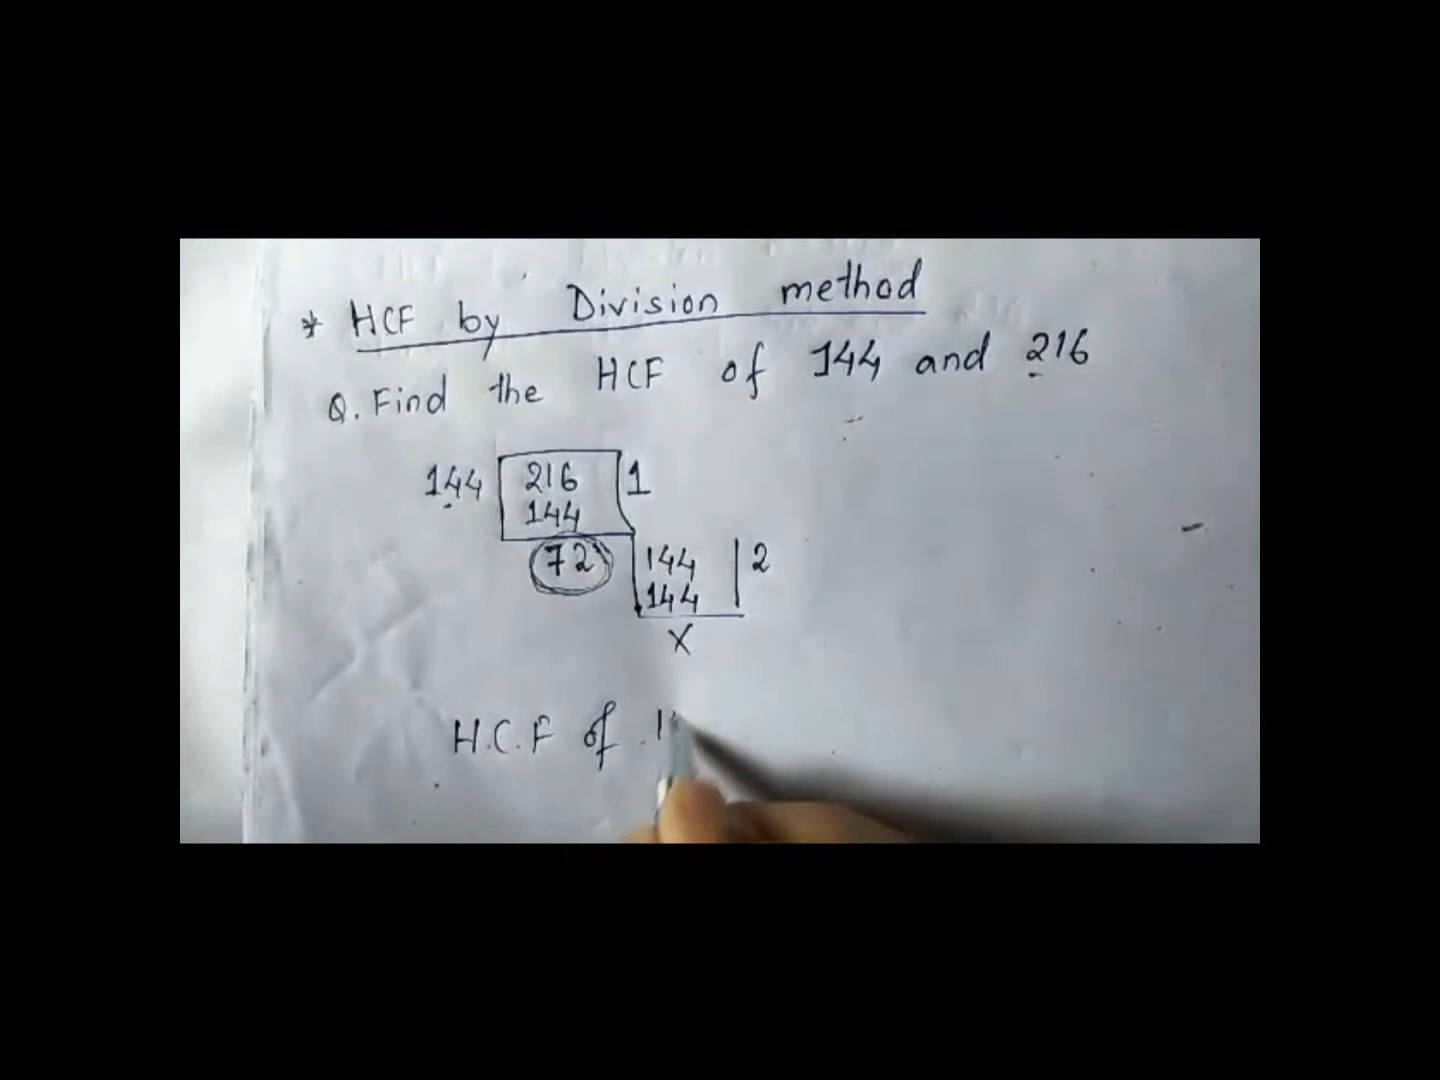 * HCF by Division method
Q. Find the HCF of 144 and 216
144 216 1
144
72 144 2
144
X
H.C.F of